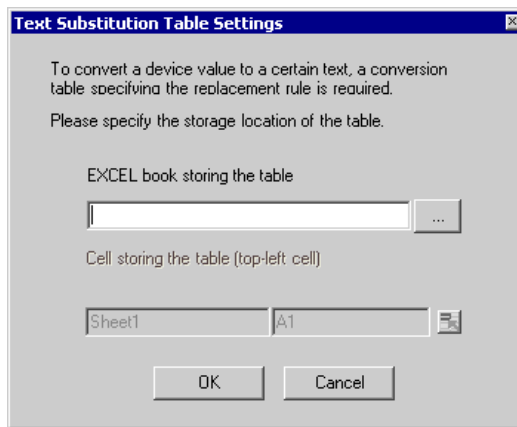 Text Substitution Table Settings
To convert a device value to a certain text, a conversion
table specifying the replacement rule is required.
Please specify the storage location of the table.
EXCEL book storing the table
...
Cell storing the table (top-left cell)
Sheet1 A1
OK Cancel